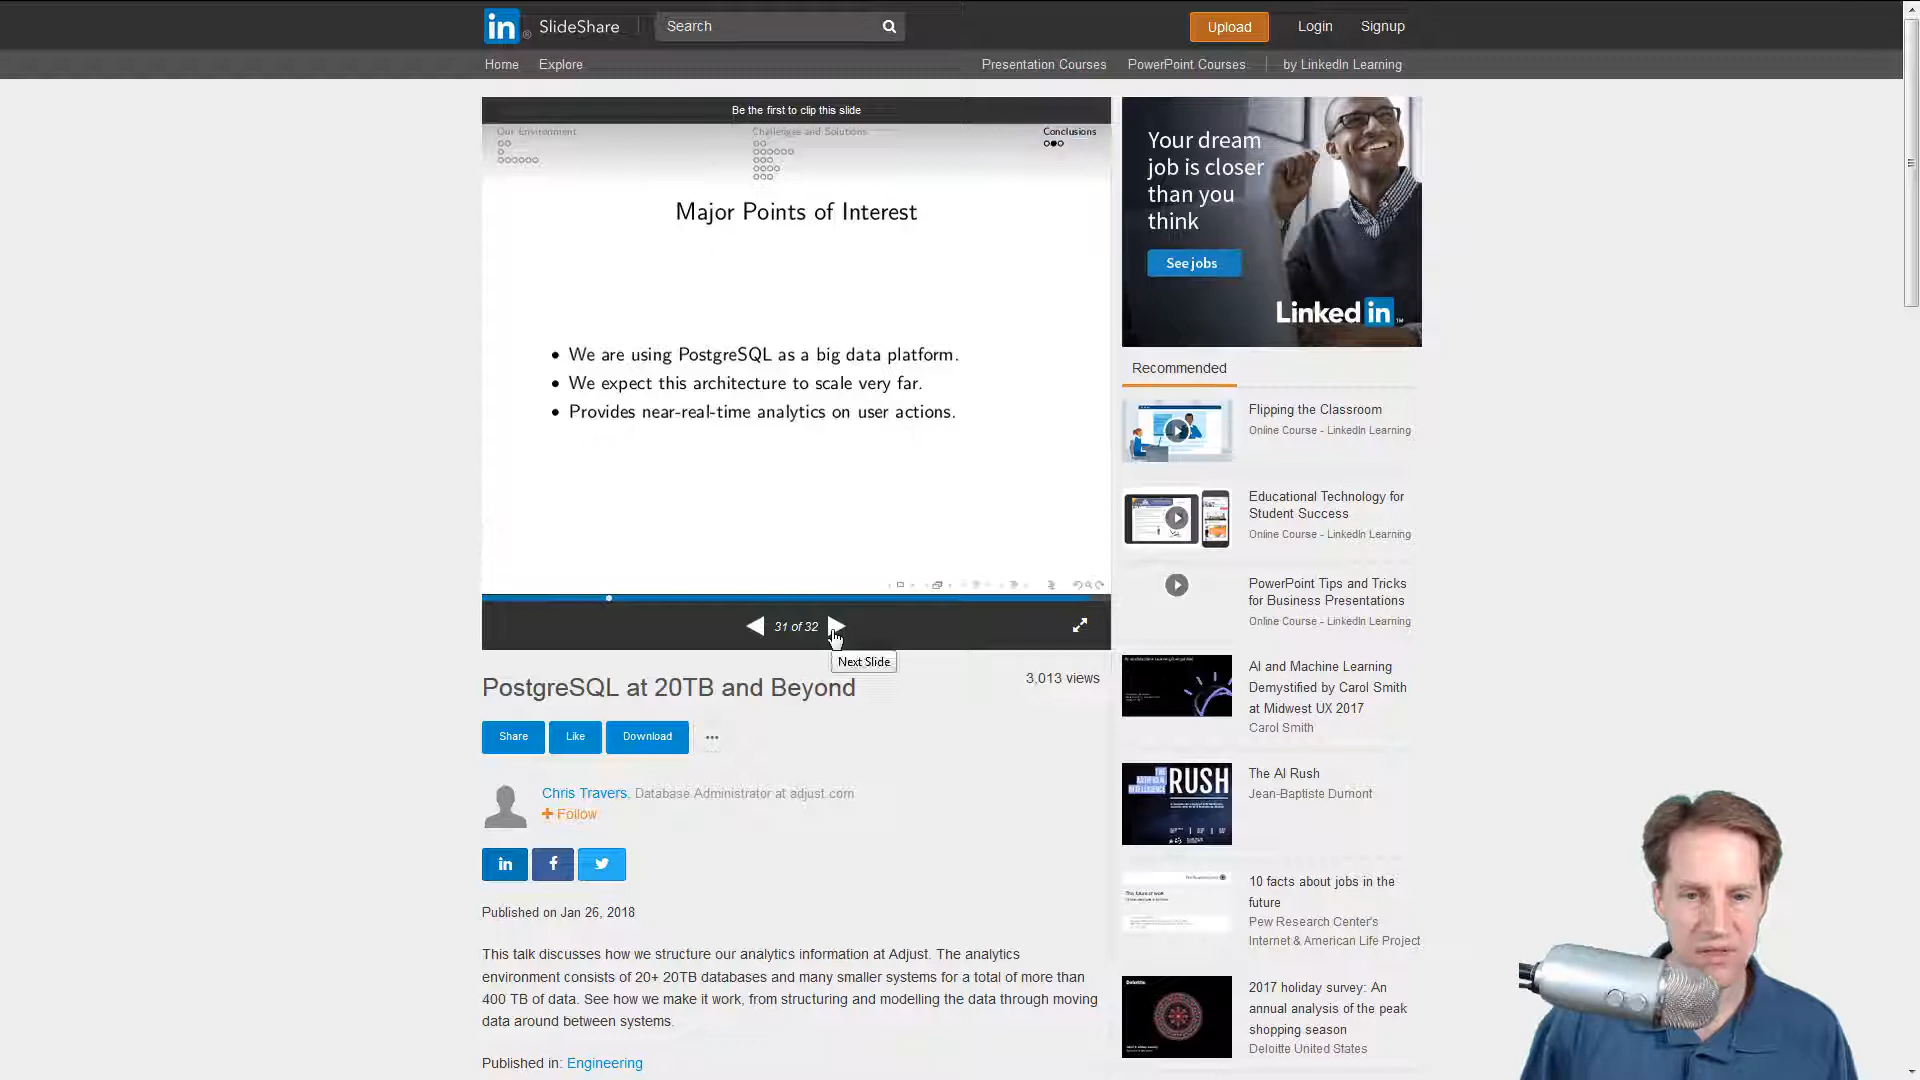 in SlideShare
Search
Upload
Login
Signup
Home
Explore
Presentation Courses
PowerPoint Courses
by LinkedIn Learning
Be the first to clip this slide
Our Environment
Challenges and Solutions
Conclusions
Major Points of Interest
• We are using PostgreSQL as a big data platform.
• We expect this architecture to scale very far.
• Provides near-real-time analytics on user actions.
31 of 32
Next Slide
PostgreSQL at 20TB and Beyond
3,013 views
Share
Like
Download
...
Chris Travers, Database Administrator at adjust.com
+ Follow
in
f
Published on Jan 26, 2018
This talk discusses how we structure our analytics information at Adjust. The analytics
environment consists of 20+ 20TB databases and many smaller systems for a total of more than
400 TB of data. See how we make it work, from structuring and modelling the data through moving
data around between systems.
Published in: Engineering
Your dream
job is closer
than you
think
See jobs
Linked in
Recommended
Flipping the Classroom
Online Course - LinkedIn Learning
Educational Technology for
Student Success
Online Course - LinkedIn Learning
PowerPoint Tips and Tricks
for Business Presentations
Online Course - LinkedIn Learning
AI and Machine Learning
Demystified by Carol Smith
at Midwest UX 2017
Carol Smith
RUSH
The AI Rush
Jean-Baptiste Dumont
10 facts about jobs in the
future
Pew Research Center's
Internet & American Life Project
2017 holiday survey: An
annual analysis of the peak
shopping season
Deloitte United States